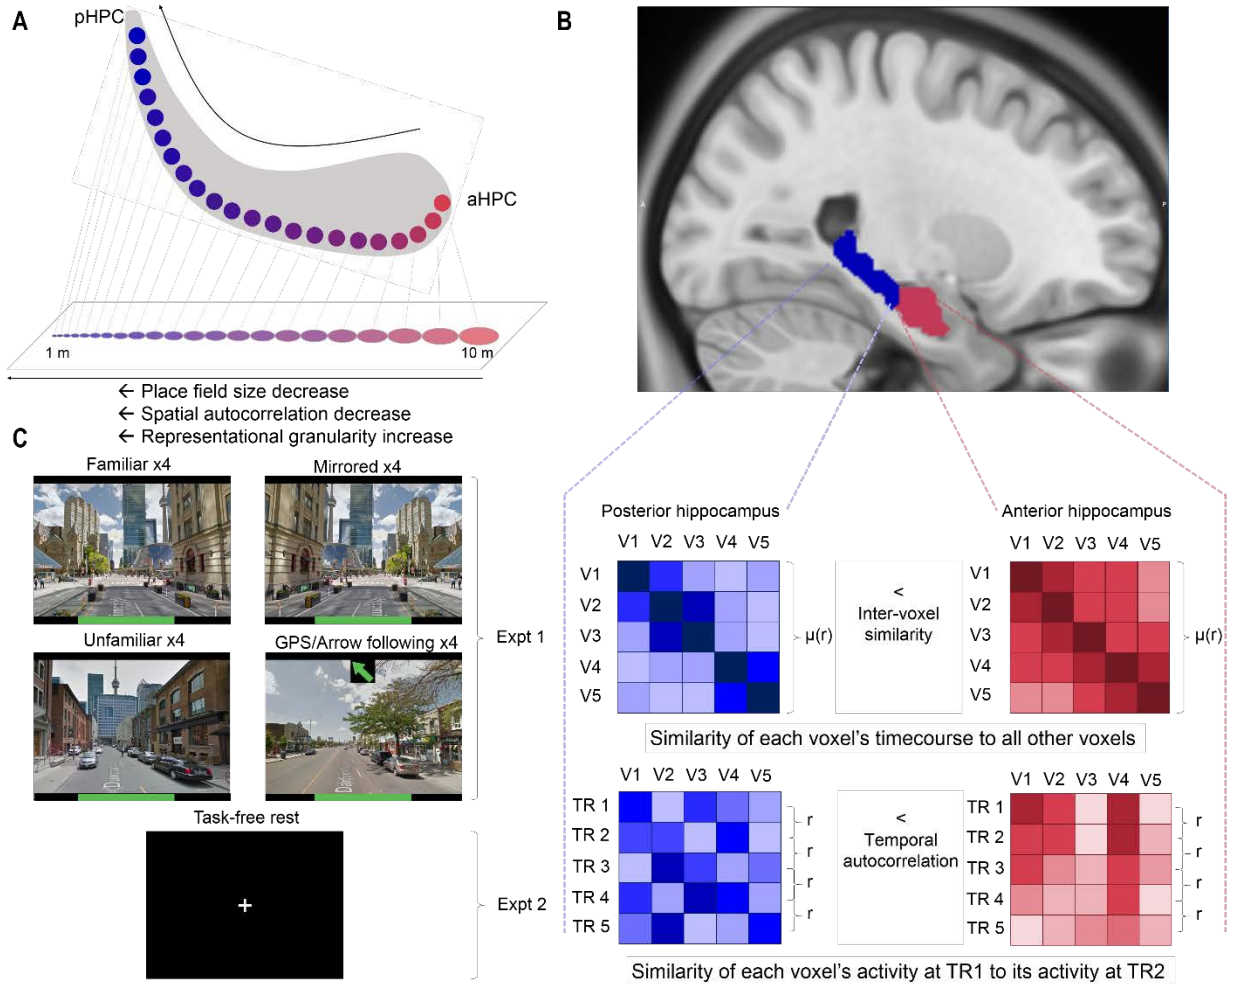 A
pHPC
aHPC
1 m
10 m
← Place field size decrease
← Spatial autocorrelation decrease
← Representational granularity increase
B
A
P
C
Familiar x4
Mirrored x4
Unfamiliar x4
GPS/Arrow following x4
Expt 1
Task-free rest
+
Expt 2
Posterior hippocampus
V1 V2 V3 V4 V5
V1
V2
V3
V4
V5
μ(r)
<
Inter-voxel
similarity
Anterior hippocampus
V1 V2 V3 V4 V5
V1
V2
V3
V4
V5
μ(r)
Similarity of each voxel's timecourse to all other voxels
V1 V2 V3 V4 V5
TR 1
TR 2
TR 3
TR 4
TR 5
r
r
r
r
<
Temporal
autocorrelation
V1 V2 V3 V4 V5
TR 1
TR 2
TR 3
TR 4
TR 5
r
r
r
r
Similarity of each voxel's activity at TR1 to its activity at TR2